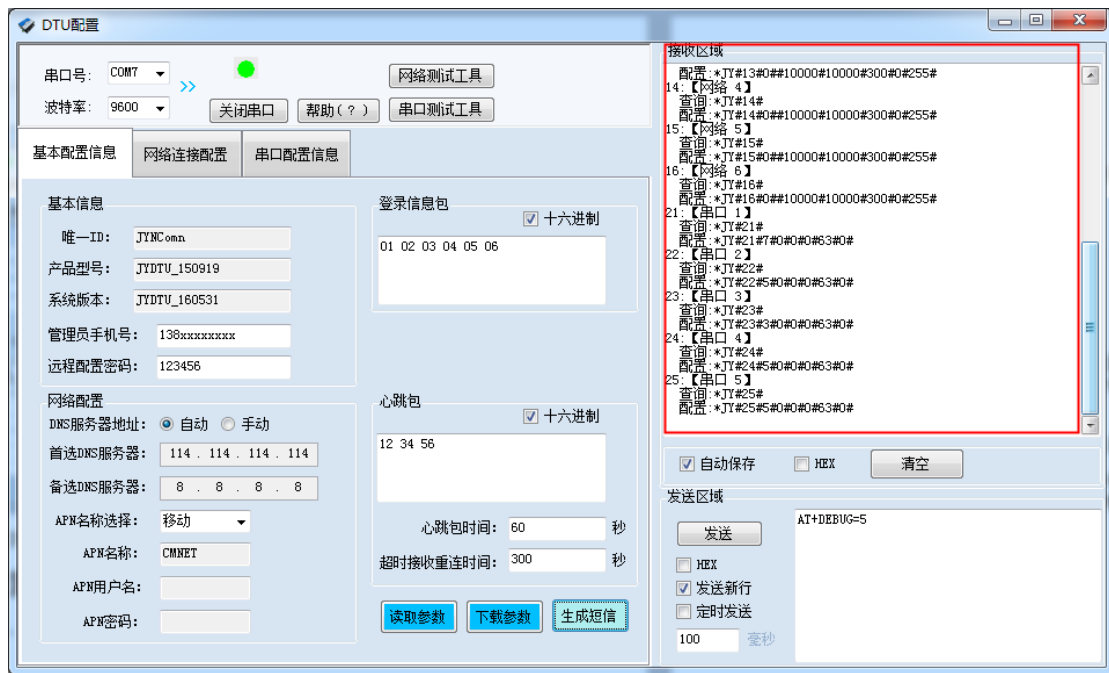 DTU配置
串口号: COM7
>>
网络测试工具
波特率: 9600
关闭串口
帮助(?)
串口测试工具
基本配置信息
网络连接配置
串口配置信息
基本信息
唯一ID: JYNComn
产品型号: JYDTU_150919
系统版本: JYDTU_160531
管理员手机号: 138xxxxxxxx
远程配置密码: 123456
网络配置
DNS服务器地址: 自动 手动
首选DNS服务器: 114 . 114 . 114 . 114
备选DNS服务器: 8 . 8 . 8 . 8
APN名称选择: 移动
APN名称: CMNET
APN用户名:
APN密码:
登录信息包
十六进制
01 02 03 04 05 06
心跳包
十六进制
12 34 56
心跳包时间: 60 秒
超时接收重连时间: 300 秒
读取参数
下载参数
生成短信
接收区域
配置:*JY#13#0##10000#10000#300#0#255#
14:【网络 4】
查询:*JY#14#
配置:*JY#14#0##10000#10000#300#0#255#
15:【网络 5】
查询:*JY#15#
配置:*JY#15#0##10000#10000#300#0#255#
16:【网络 6】
查询:*JY#16#
配置:*JY#16#0##10000#10000#300#0#255#
21:【串口 1】
查询:*JY#21#
配置:*JY#21#7#0#0#0#63#0#
22:【串口 2】
查询:*JY#22#
配置:*JY#22#5#0#0#0#63#0#
23:【串口 3】
查询:*JY#23#
配置:*JY#23#3#0#0#0#63#0#
24:【串口 4】
查询:*JY#24#
配置:*JY#24#5#0#0#0#63#0#
25:【串口 5】
查询:*JY#25#
配置:*JY#25#5#0#0#0#63#0#
自动保存
HEX
清空
发送区域
发送
AT+DEBUG=5
HEX
发送新行
定时发送
100 毫秒